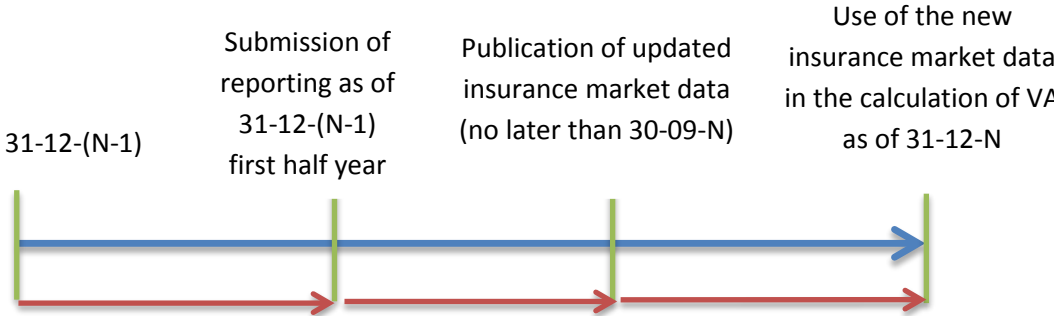 31-12-(N-1)
Submission of
reporting as of
31-12-(N-1)
first half year
Publication of updated
insurance market data
(no later than 30-09-N)
Use of the new
insurance market data
in the calculation of VA
as of 31-12-N